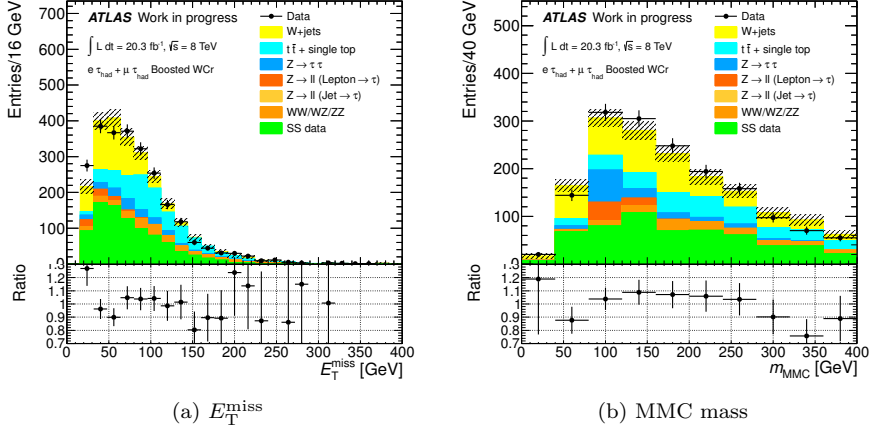 Entries/16 GeV
700
600
500
400
300
200
100
ATLAS Work in progress
∫ L dt = 20.3 fb⁻¹, √s = 8 TeV
e τhad + μ τhad Boosted WCr
Data
W+jets
t t̄ + single top
Z → τ τ
Z → ll (Lepton → τ)
Z → ll (Jet → τ)
WW/WZ/ZZ
SS data
Ratio
1.3
1.2
1.1
1
0.9
0.8
0.7
0 50 100 150 200 250 300 350 400
E_T^miss [GeV]
(a) E_T^miss
Entries/40 GeV
500
400
300
200
100
ATLAS Work in progress
∫ L dt = 20.3 fb⁻¹, √s = 8 TeV
e τhad + μ τhad Boosted WCr
Data
W+jets
t t̄ + single top
Z → τ τ
Z → ll (Lepton → τ)
Z → ll (Jet → τ)
WW/WZ/ZZ
SS data
Ratio
1.3
1.2
1.1
1
0.9
0.8
0.7
0 50 100 150 200 250 300 350 400
m_MMC [GeV]
(b) MMC mass